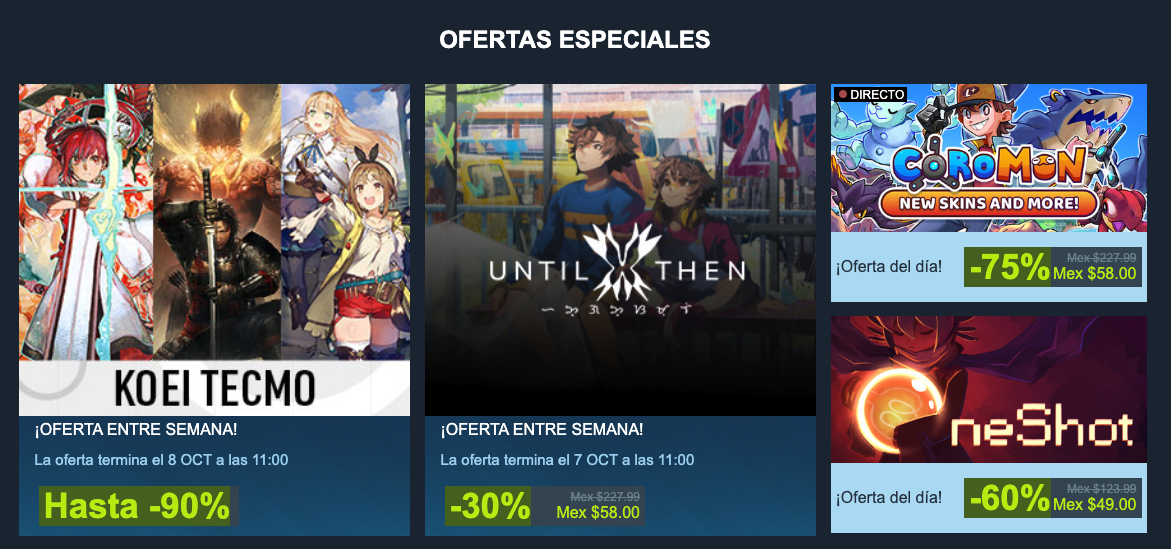 OFERTAS ESPECIALES
KOEI TECMO
¡OFERTA ENTRE SEMANA!
La oferta termina el 8 OCT a las 11:00
Hasta -90%
UNTIL THEN
¡OFERTA ENTRE SEMANA!
La oferta termina el 7 OCT a las 11:00
-30%
Mex $227.99
Mex $58.00
DIRECTO
COROMON
NEW SKINS AND MORE!
¡Oferta del día!
-75%
Mex $227.99
Mex $58.00
neShot
¡Oferta del día!
-60%
Mex $123.99
Mex $49.00